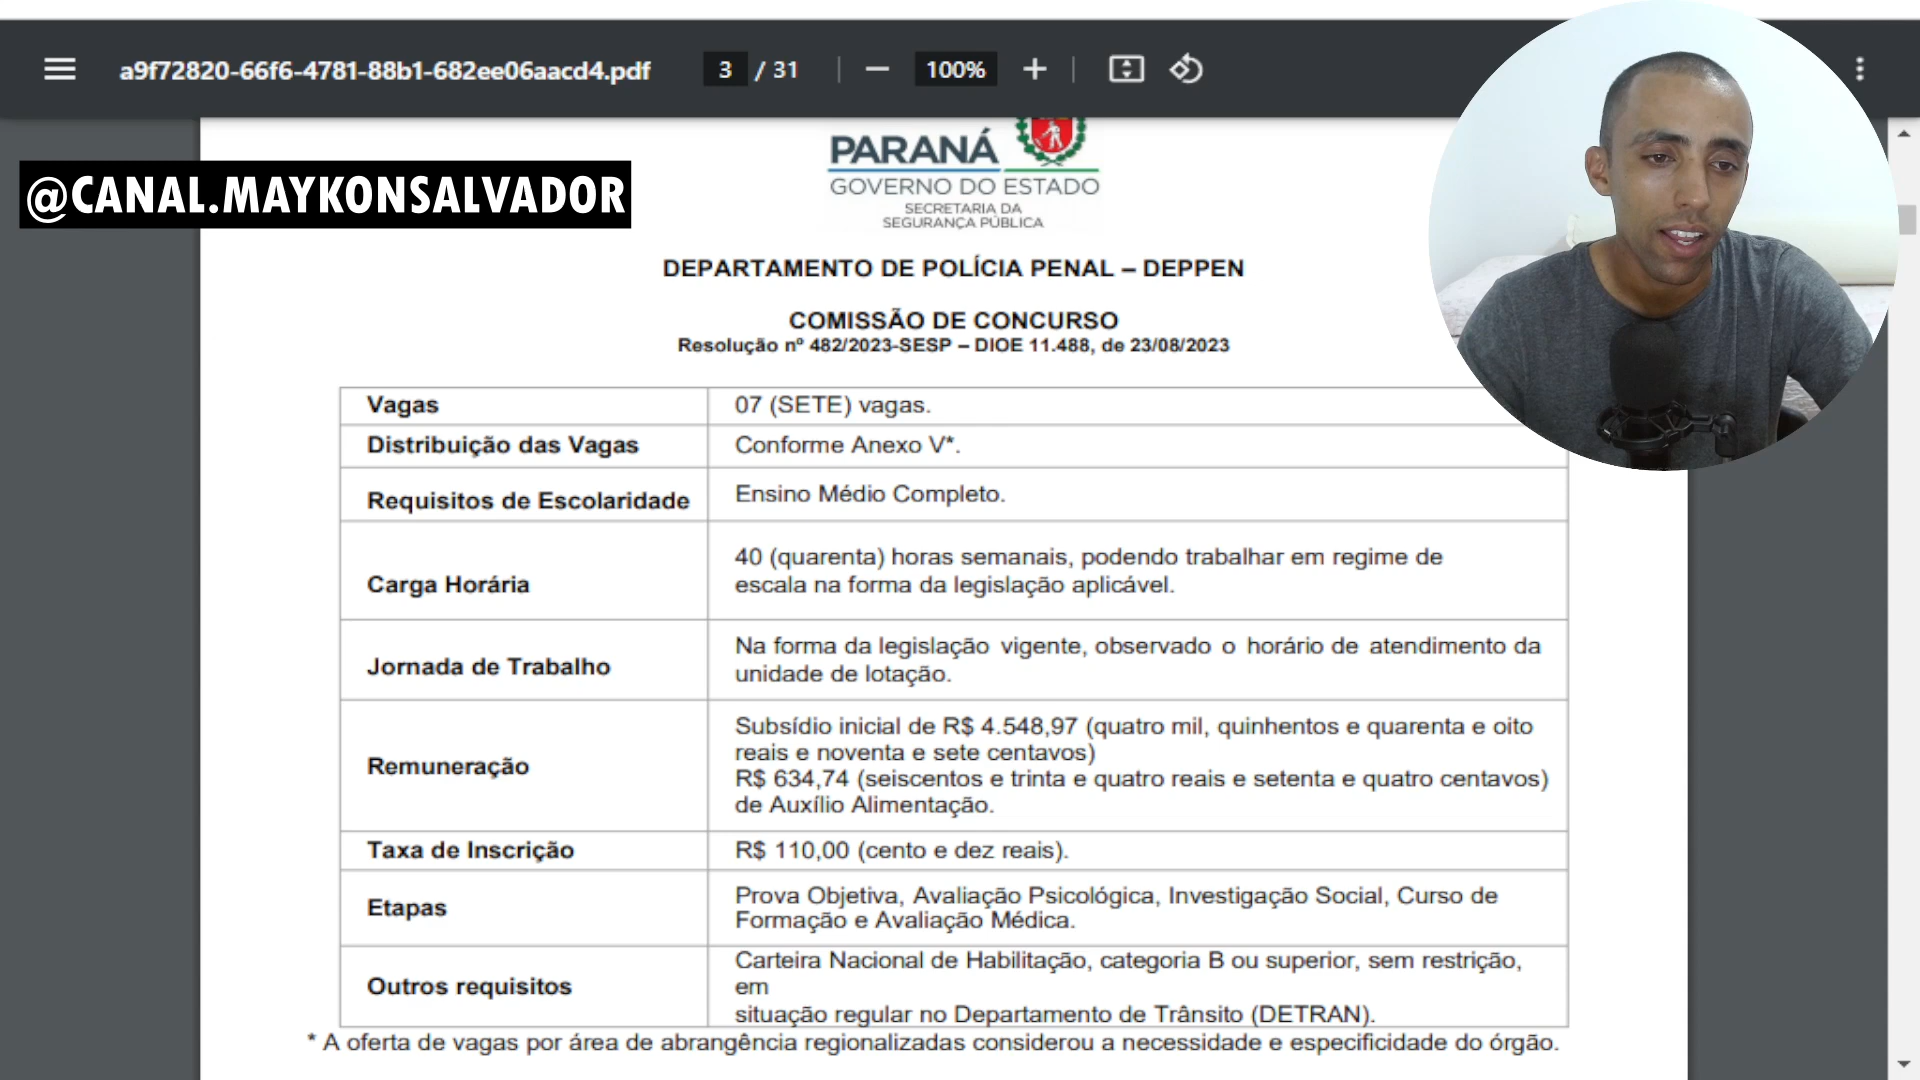 a9f72820-66f6-4781-88b1-682ee06aacd4.pdf
3 / 31
100%
@CANAL.MAYKONSALVADOR
PARANÁ
GOVERNO DO ESTADO
SECRETARIA DA
SEGURANÇA PÚBLICA
DEPARTAMENTO DE POLÍCIA PENAL – DEPPEN
COMISSÃO DE CONCURSO
Resolução nº 482/2023-SESP – DIOE 11.488, de 23/08/2023
Vagas
07 (SETE) vagas.
Distribuição das Vagas
Conforme Anexo V*.
Requisitos de Escolaridade
Ensino Médio Completo.
Carga Horária
40 (quarenta) horas semanais, podendo trabalhar em regime de
escala na forma da legislação aplicável.
Jornada de Trabalho
Na forma da legislação vigente, observado o horário de atendimento da
unidade de lotação.
Remuneração
Subsídio inicial de R$ 4.548,97 (quatro mil, quinhentos e quarenta e oito
reais e noventa e sete centavos)
R$ 634,74 (seiscentos e trinta e quatro reais e setenta e quatro centavos)
de Auxílio Alimentação.
Taxa de Inscrição
R$ 110,00 (cento e dez reais).
Etapas
Prova Objetiva, Avaliação Psicológica, Investigação Social, Curso de
Formação e Avaliação Médica.
Outros requisitos
Carteira Nacional de Habilitação, categoria B ou superior, sem restrição,
em
situação regular no Departamento de Trânsito (DETRAN).
* A oferta de vagas por área de abrangência regionalizadas considerou a necessidade e especificidade do órgão.